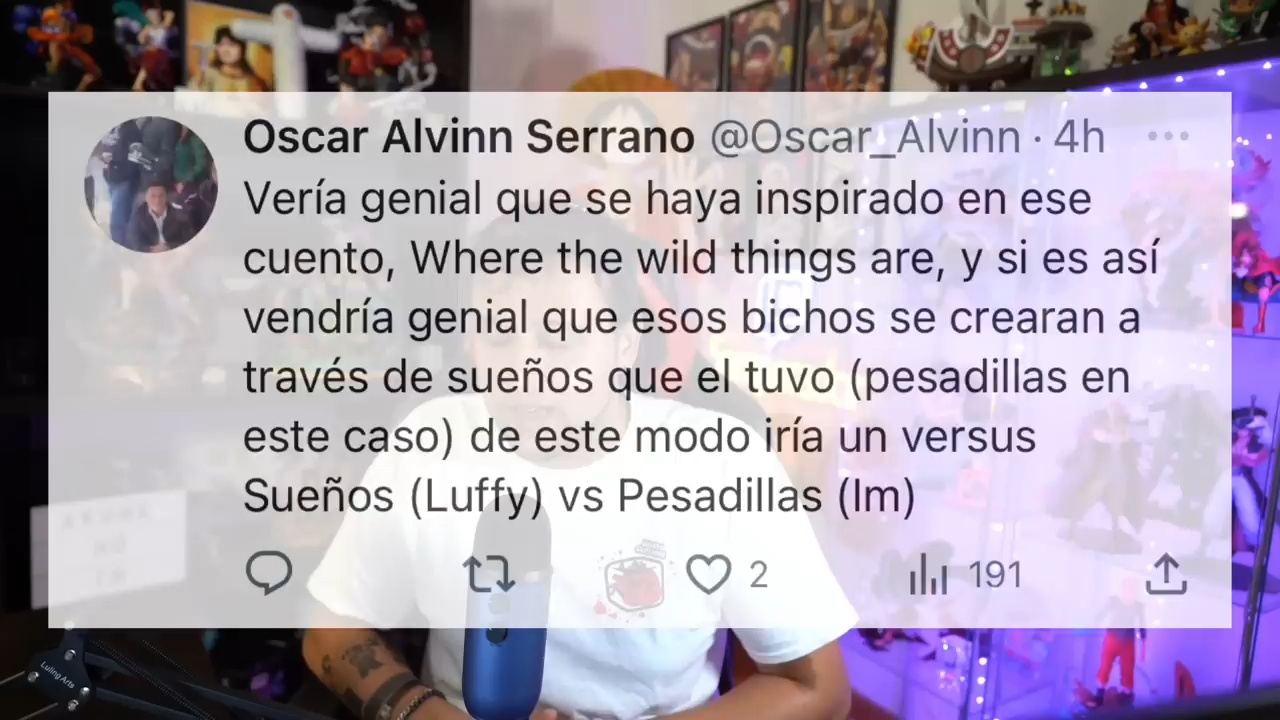 Oscar Alvinn Serrano @Oscar_Alvinn · 4h
Vería genial que se haya inspirado en ese
cuento, Where the wild things are, y si es así
vendría genial que esos bichos se crearan a
través de sueños que el tuvo (pesadillas en
este caso) de este modo iría un versus
Sueños (Luffy) vs Pesadillas (Im)
2 191
LulingArts